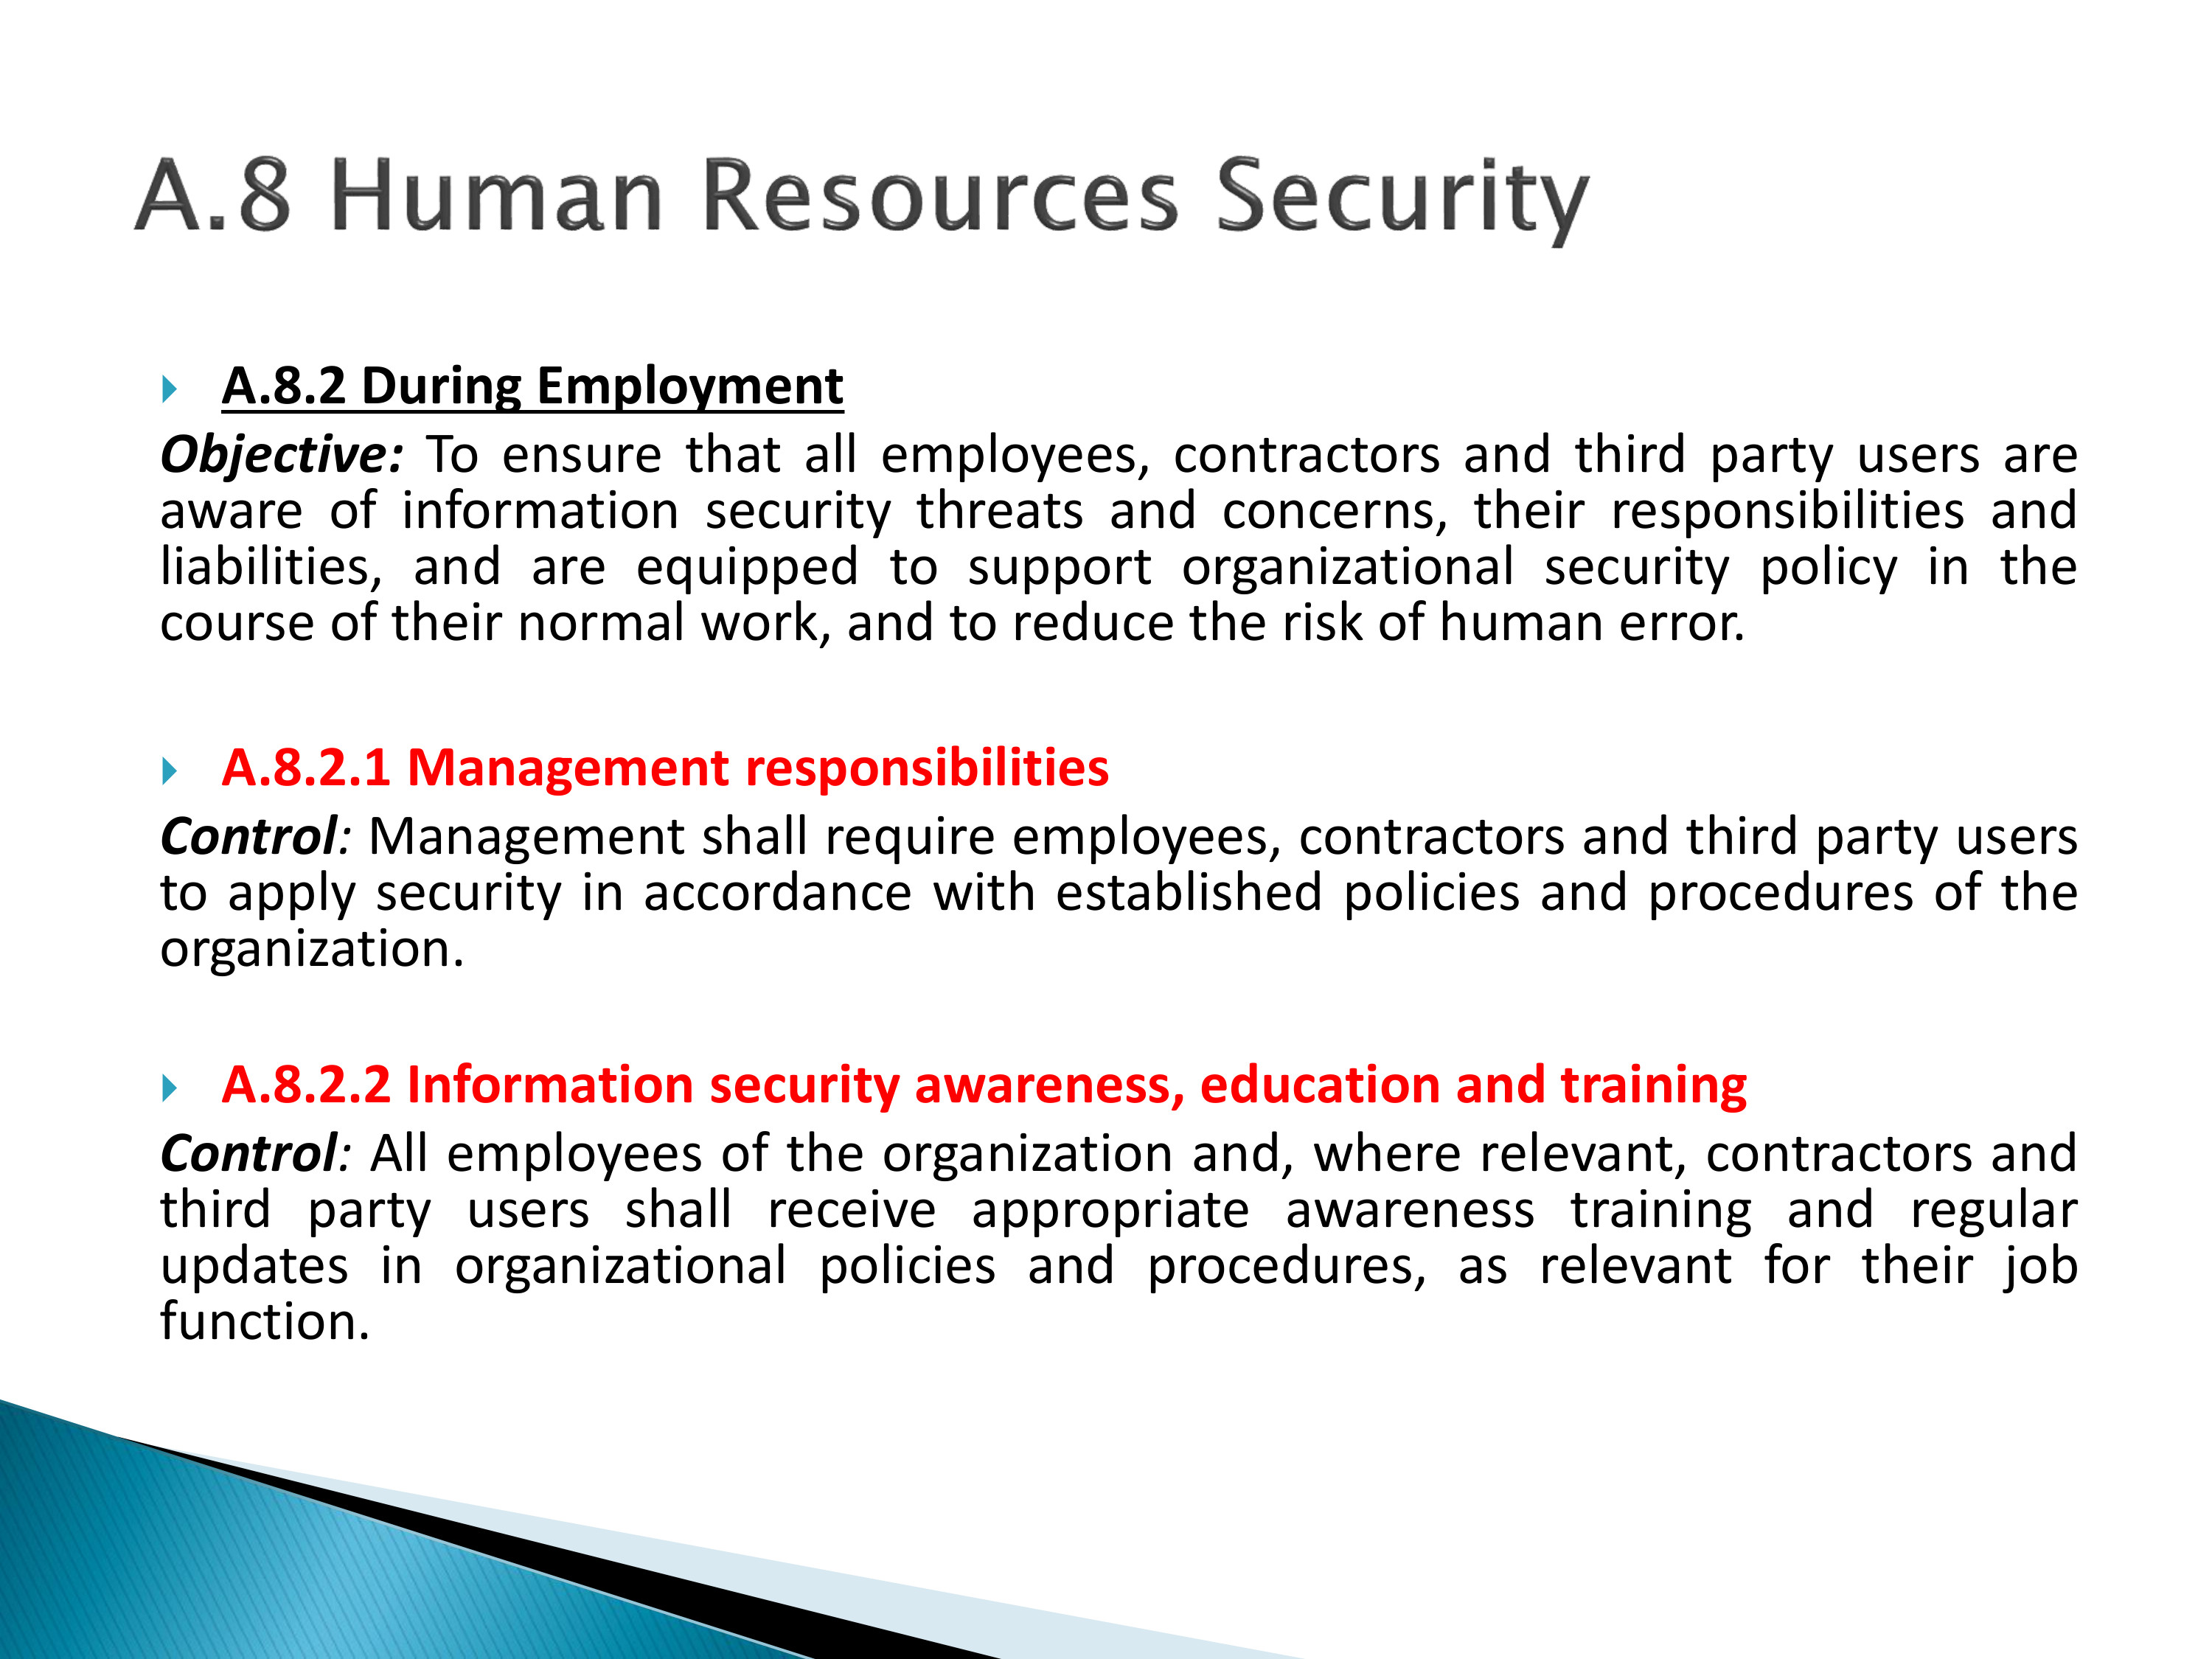 A.8 Human Resources Security
A.8.2 During Employment
Objective: To ensure that all employees, contractors and third party users are
aware of information security threats and concerns, their responsibilities and
liabilities, and are equipped to support organizational security policy in the
course of their normal work, and to reduce the risk of human error.
A.8.2.1 Management responsibilities
Control: Management shall require employees, contractors and third party users
to apply security in accordance with established policies and procedures of the
organization.
A.8.2.2 Information security awareness, education and training
Control: All employees of the organization and, where relevant, contractors and
third party users shall receive appropriate awareness training and regular
updates in organizational policies and procedures, as relevant for their job
function.